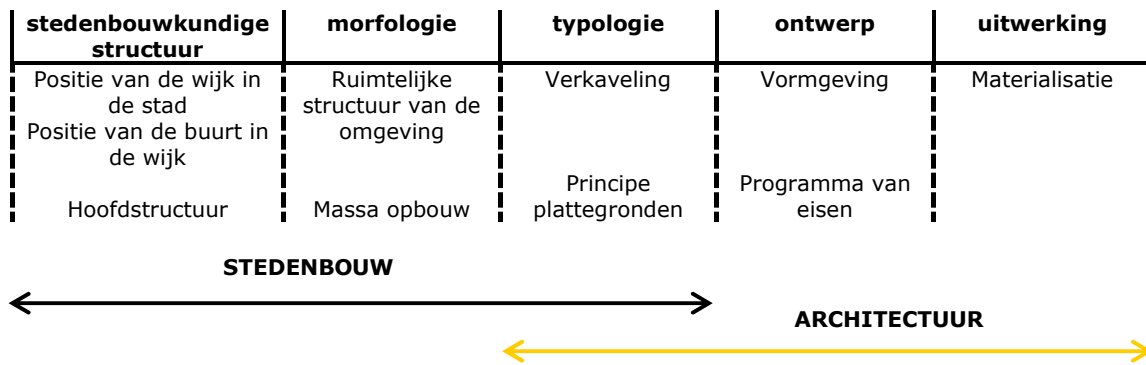 stedenbouwkundige structuur
morfologie
typologie
ontwerp
uitwerking
Positie van de wijk in
de stad
Positie van de buurt in
de wijk
Hoofdstructuur
Ruimtelijke
structuur van de
omgeving
Massa opbouw
Verkaveling
Principe
plattegronden
Vormgeving
Programma van
eisen
Materialisatie
STEDENBOUW
ARCHITECTUUR